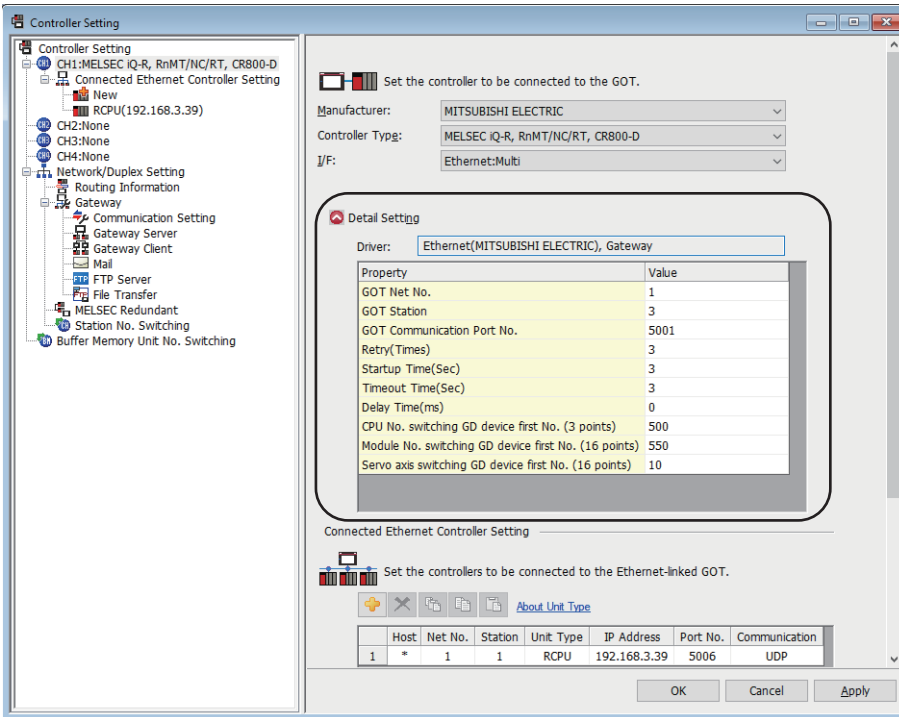 Controller Setting
Controller Setting
CH1:MELSEC iQ-R, RnMT/NC/RT, CR800-D
Connected Ethernet Controller Setting
New
RCPU(192.168.3.39)
CH2:None
CH3:None
CH4:None
Network/Duplex Setting
Routing Information
Gateway
Communication Setting
Gateway Server
Gateway Client
Mail
FTP Server
File Transfer
MELSEC Redundant
Station No. Switching
Buffer Memory Unit No. Switching
Set the controller to be connected to the GOT.
Manufacturer: MITSUBISHI ELECTRIC
Controller Type: MELSEC iQ-R, RnMT/NC/RT, CR800-D
I/F: Ethernet:Multi
Detail Setting
Driver: Ethernet(MITSUBISHI ELECTRIC), Gateway
Property Value
GOT Net No. 1
GOT Station 3
GOT Communication Port No. 5001
Retry(Times) 3
Startup Time(Sec) 3
Timeout Time(Sec) 3
Delay Time(ms) 0
CPU No. switching GD device first No. (3 points) 500
Module No. switching GD device first No. (16 points) 550
Servo axis switching GD device first No. (16 points) 10
Connected Ethernet Controller Setting
Set the controllers to be connected to the Ethernet-linked GOT.
About Unit Type
Host Net No. Station Unit Type IP Address Port No. Communication
1 * 1 1 RCPU 192.168.3.39 5006 UDP
OK Cancel Apply